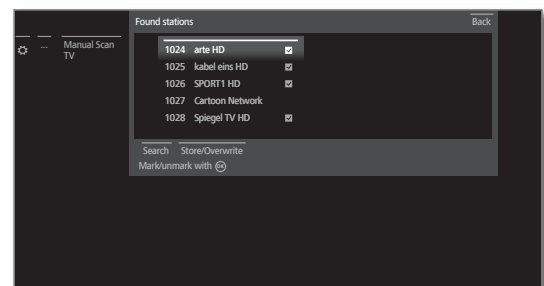 Found stations Back
... Manual Scan
TV
1024 arte HD
1025 kabel eins HD
1026 SPORT1 HD
1027 Cartoon Network
1028 Spiegel TV HD
Search Store/Overwrite
Mark/unmark with OK